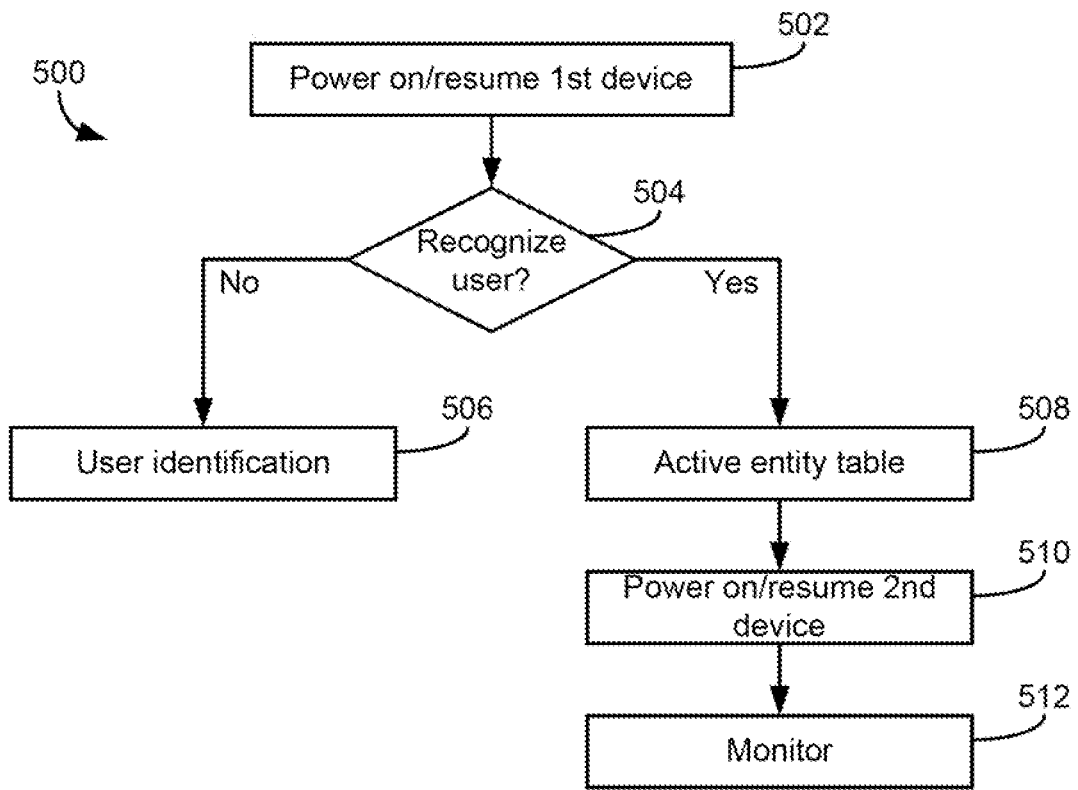 502
500
Power on/resume 1st device
504
Recognize
user?
No
Yes
506
508
User identification
Active entity table
510
Power on/resume 2nd
device
512
Monitor